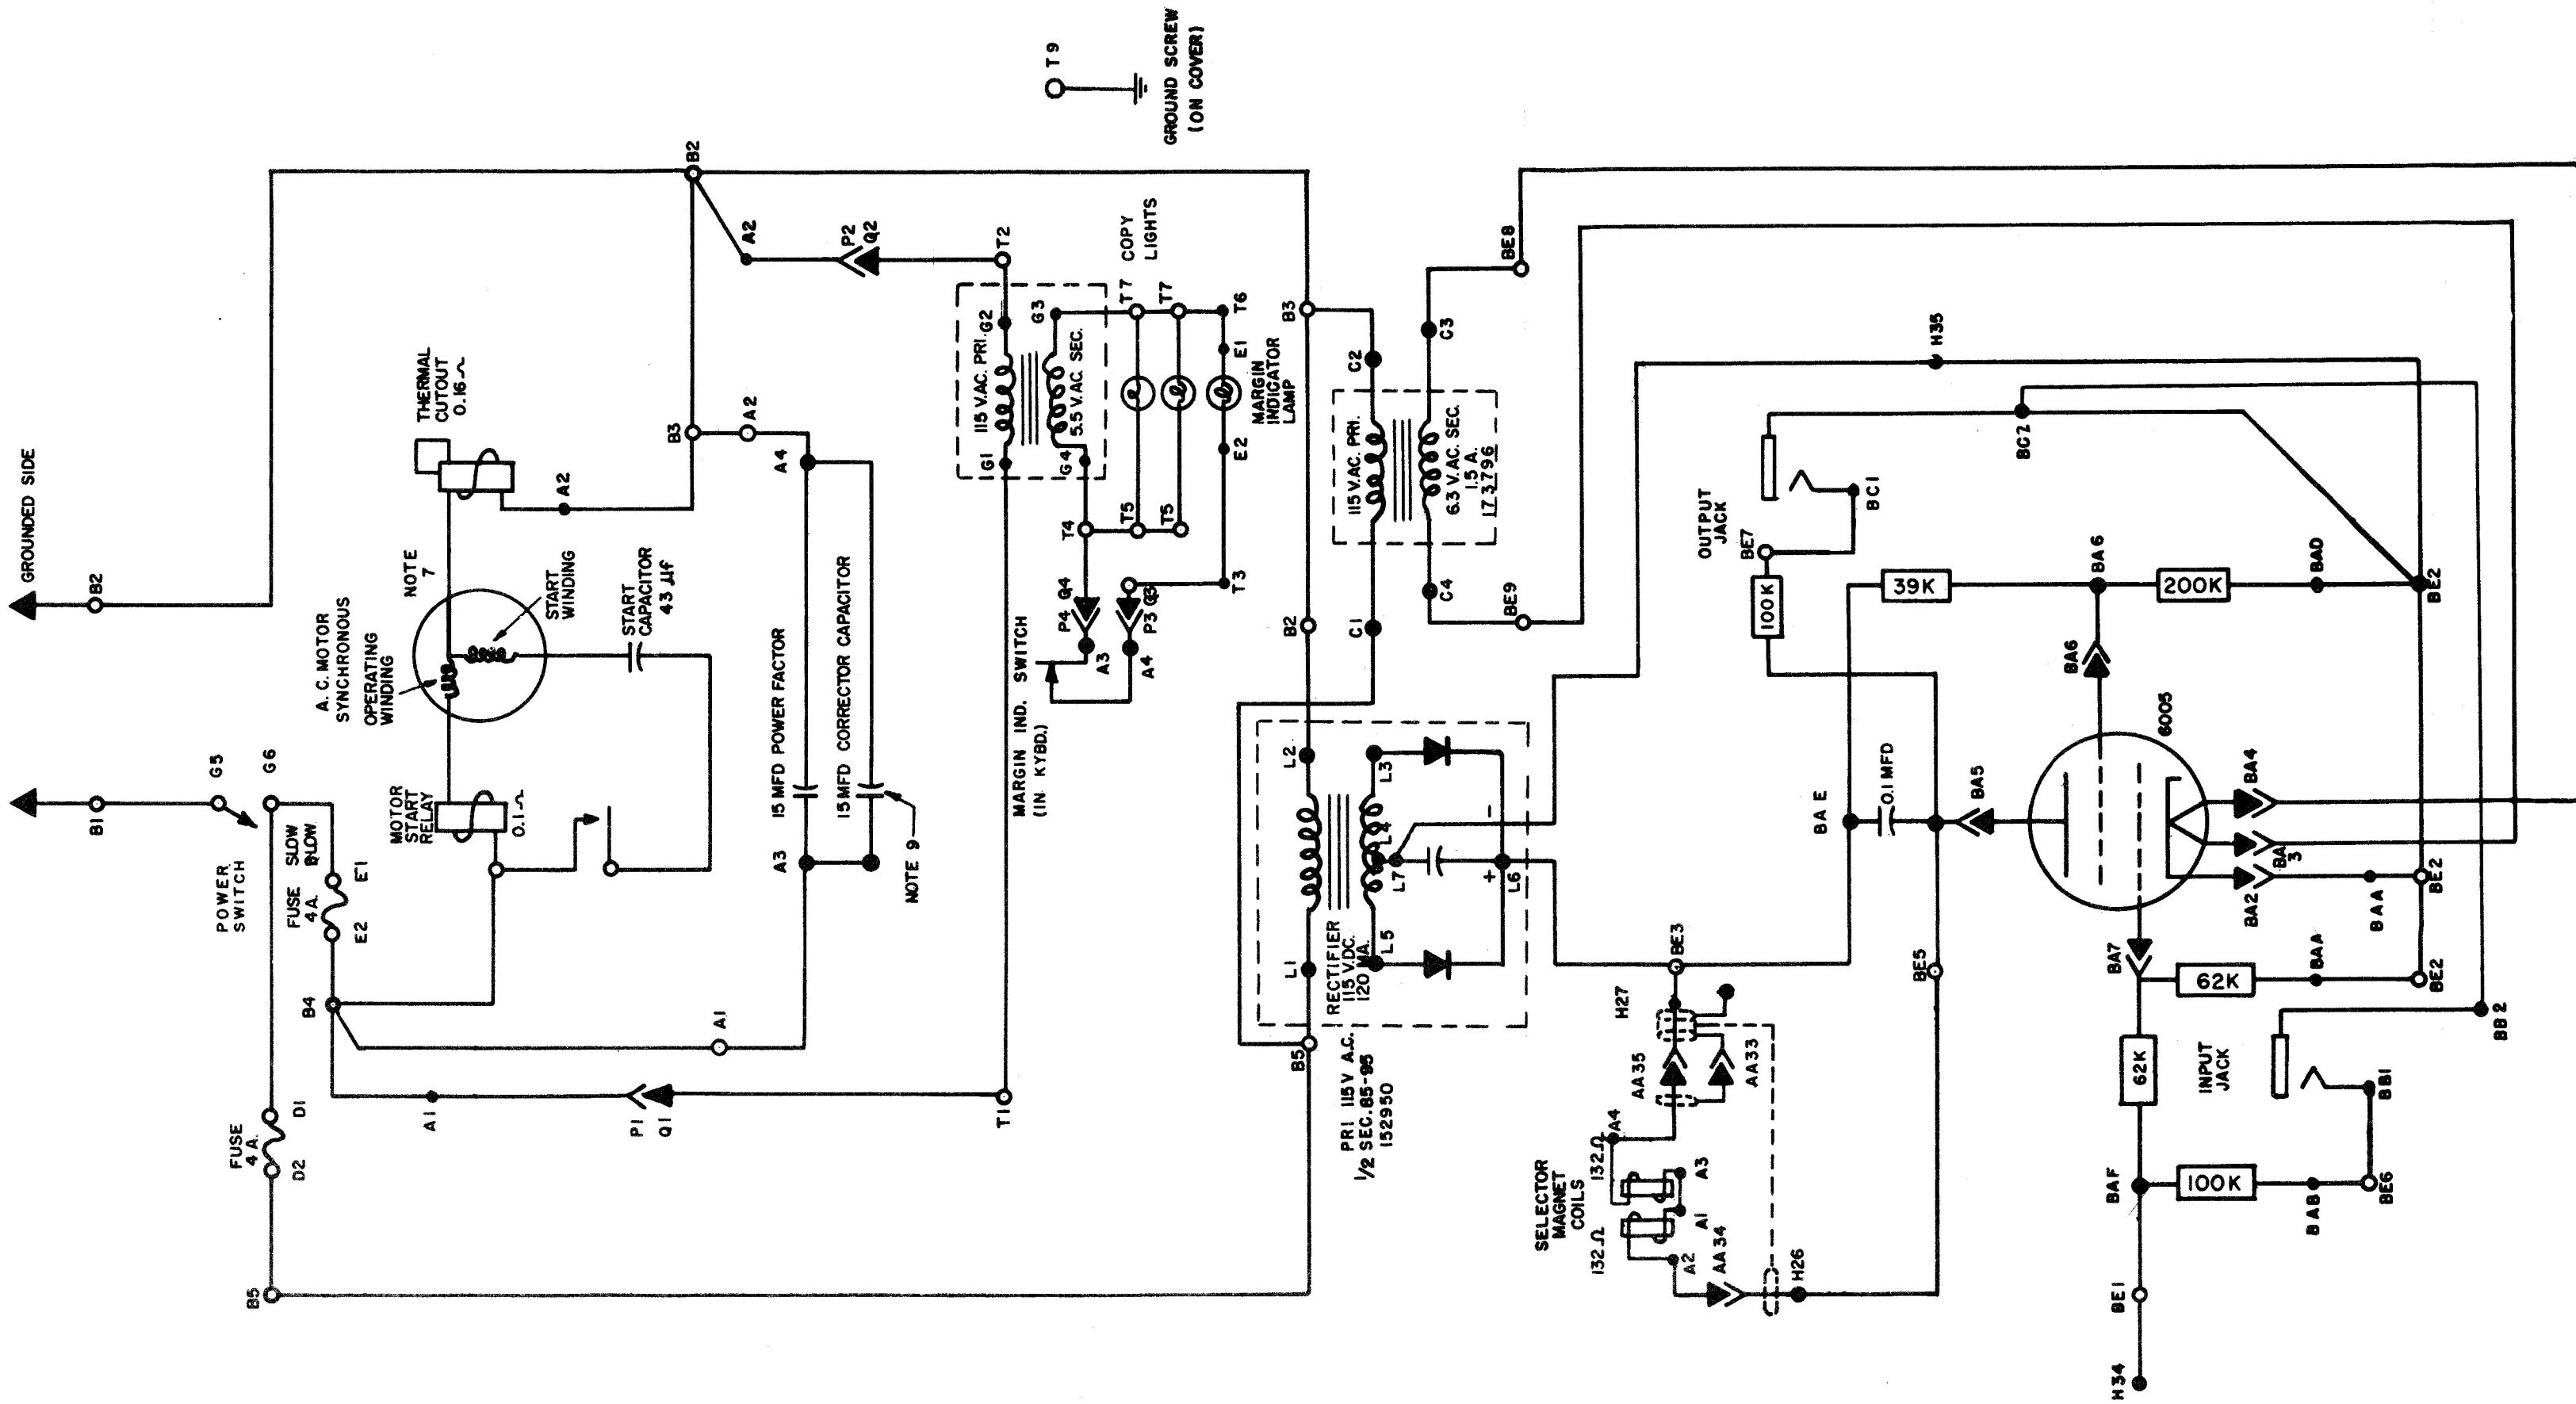 GROUNDED SIDE
B2
B1
G5
G6
POWER
SWITCH
SLOW
BLOW
FUSE
4 A.
E1
E2
B4
FUSE
4 A.
D1
D2
B5
A.C. MOTOR
SYNCHRONOUS
OPERATING
WINDING
NOTE
7
START
WINDING
START
CAPACITOR
43 µf
THERMAL
CUTOUT
0.16
A2
MOTOR
START
RELAY
0.1
B2
B3
A2
A4
A2
P2
Q2
T2
15 MFD POWER FACTOR
15 MFD CORRECTOR CAPACITOR
A3
NOTE 9
A1
A1
P1
Q1
T1
T9
GROUND SCREW
(ON COVER)
115 V.AC. PRI.
5.5 V. AC SEC.
G1
G2
G3
G4
COPY
LIGHTS
T7
T7
T6
T4
T5
T5
E1
E2
MARGIN
INDICATOR
LAMP
T3
P4 G4
P3 G3
A3
A4
MARGIN IND. SWITCH
(IN KYBD.)
B3
B2
B5
C2
C3
C1
C4
115 V.AC. PRI.
6.3 V. AC. SEC.
1.5 A.
173796
BE8
BE9
L2
L1
L3
L4
L5
L7
L6
+
-
RECTIFIER
115 V.DC.
120 MA.
PRI 115V A.C.
1/2 SEC. 85-95
152950
SELECTOR
MAGNET
COILS
132Ω
132Ω
A4
A3
A1
A2
AA35
AA33
AA34
H27
H26
BE3
BE5
H35
OUTPUT
JACK
BE7
100K
BC1
BC2
39K
BA6
200K
BAD
BE2
BAE
0.1 MFD
BA5
BA6
6005
BA4
BA
3
BA2
BAA
BE2
BA7
62K
BAA
BE2
62K
INPUT
JACK
BB2
BB1
BAF
100K
BAB
BE6
BE1
H34